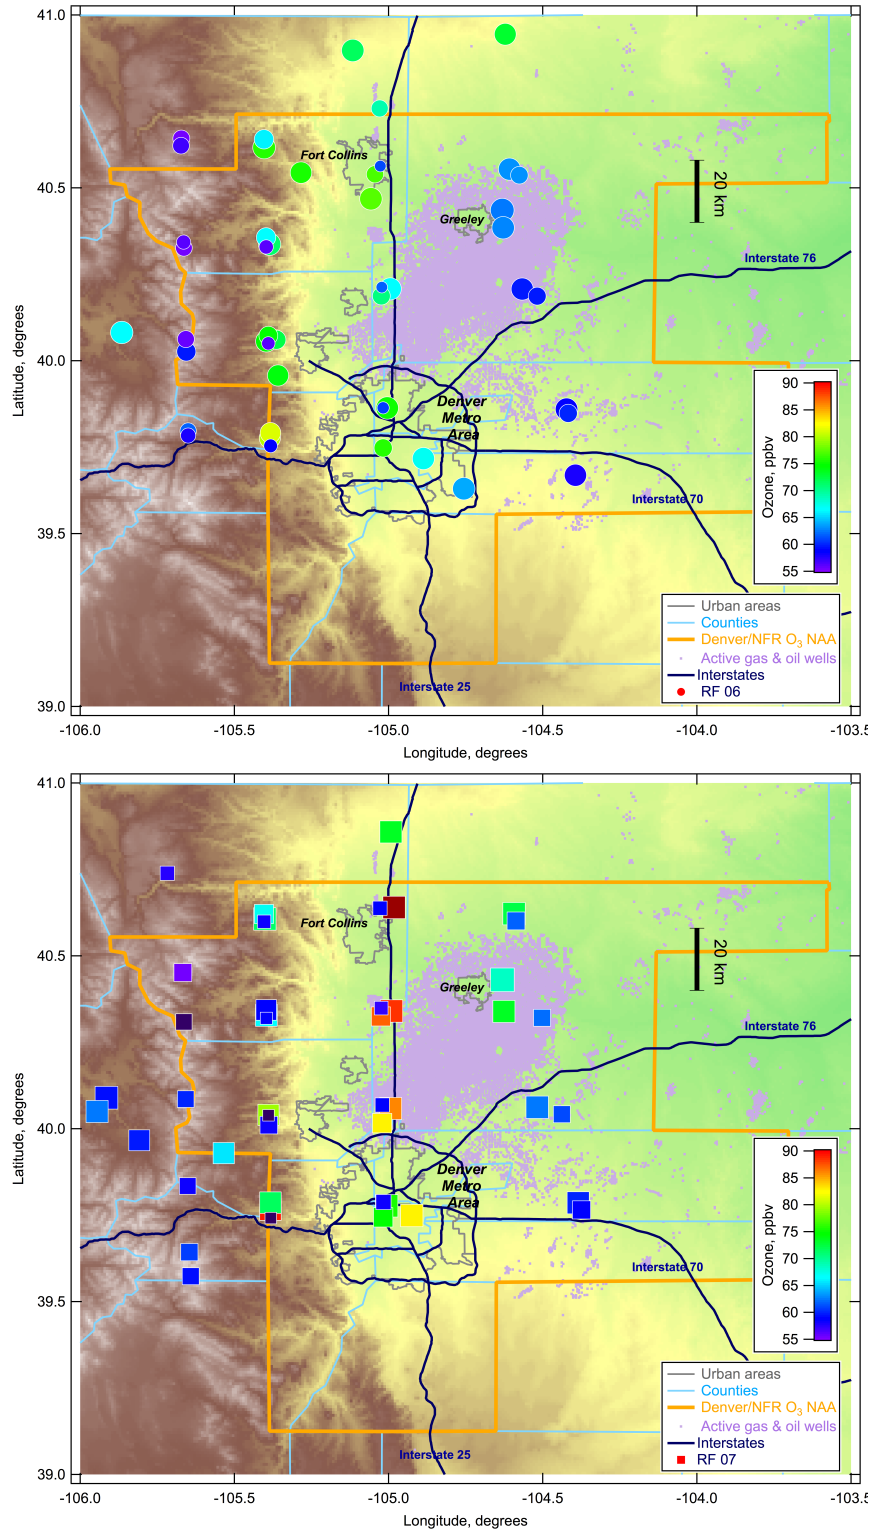 41.0
40.5
40.0
39.5
39.0
Latitude, degrees
Fort Collins
Greeley
20 km
Interstate 76
Denver
Metro
Area
Interstate 70
Interstate 25
90
85
80
75
70
65
60
55
Ozone, ppbv
Urban areas
Counties
Denver/NFR O3 NAA
Active gas & oil wells
Interstates
RF 06
-106.0
-105.5
-105.0
-104.5
-104.0
-103.5
Longitude, degrees
41.0
40.5
40.0
39.5
39.0
Latitude, degrees
Fort Collins
Greeley
20 km
Interstate 76
Denver
Metro
Area
Interstate 70
Interstate 25
90
85
80
75
70
65
60
55
Ozone, ppbv
Urban areas
Counties
Denver/NFR O3 NAA
Active gas & oil wells
Interstates
RF 07
-106.0
-105.5
-105.0
-104.5
-104.0
-103.5
Longitude, degrees